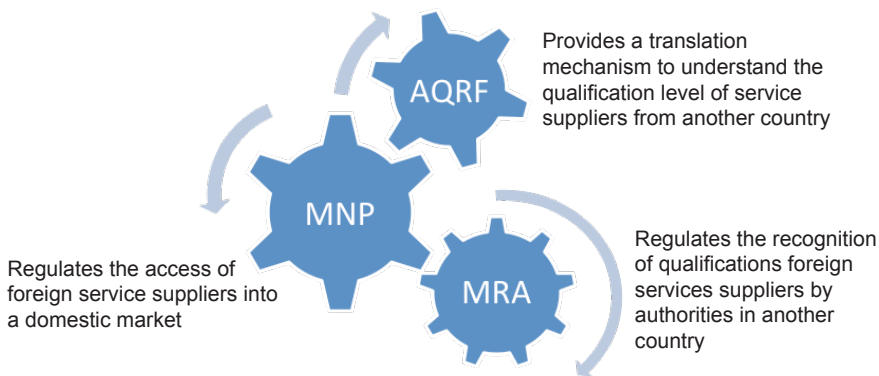 AQRF
Provides a translation
mechanism to understand the
qualification level of service
suppliers from another country
MNP
Regulates the access of
foreign service suppliers into
a domestic market
MRA
Regulates the recognition
of qualifications foreign
services suppliers by
authorities in another
country